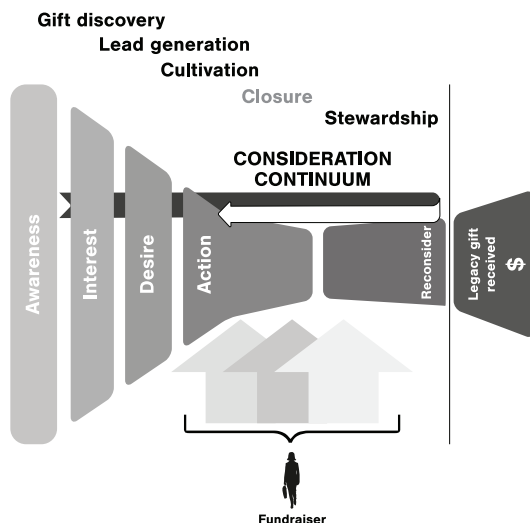 Gift discovery
Lead generation
Cultivation
Closure
Stewardship
CONSIDERATION
CONTINUUM
Awareness
Interest
Desire
Action
Reconsider
Legacy gift
received
$
Fundraiser